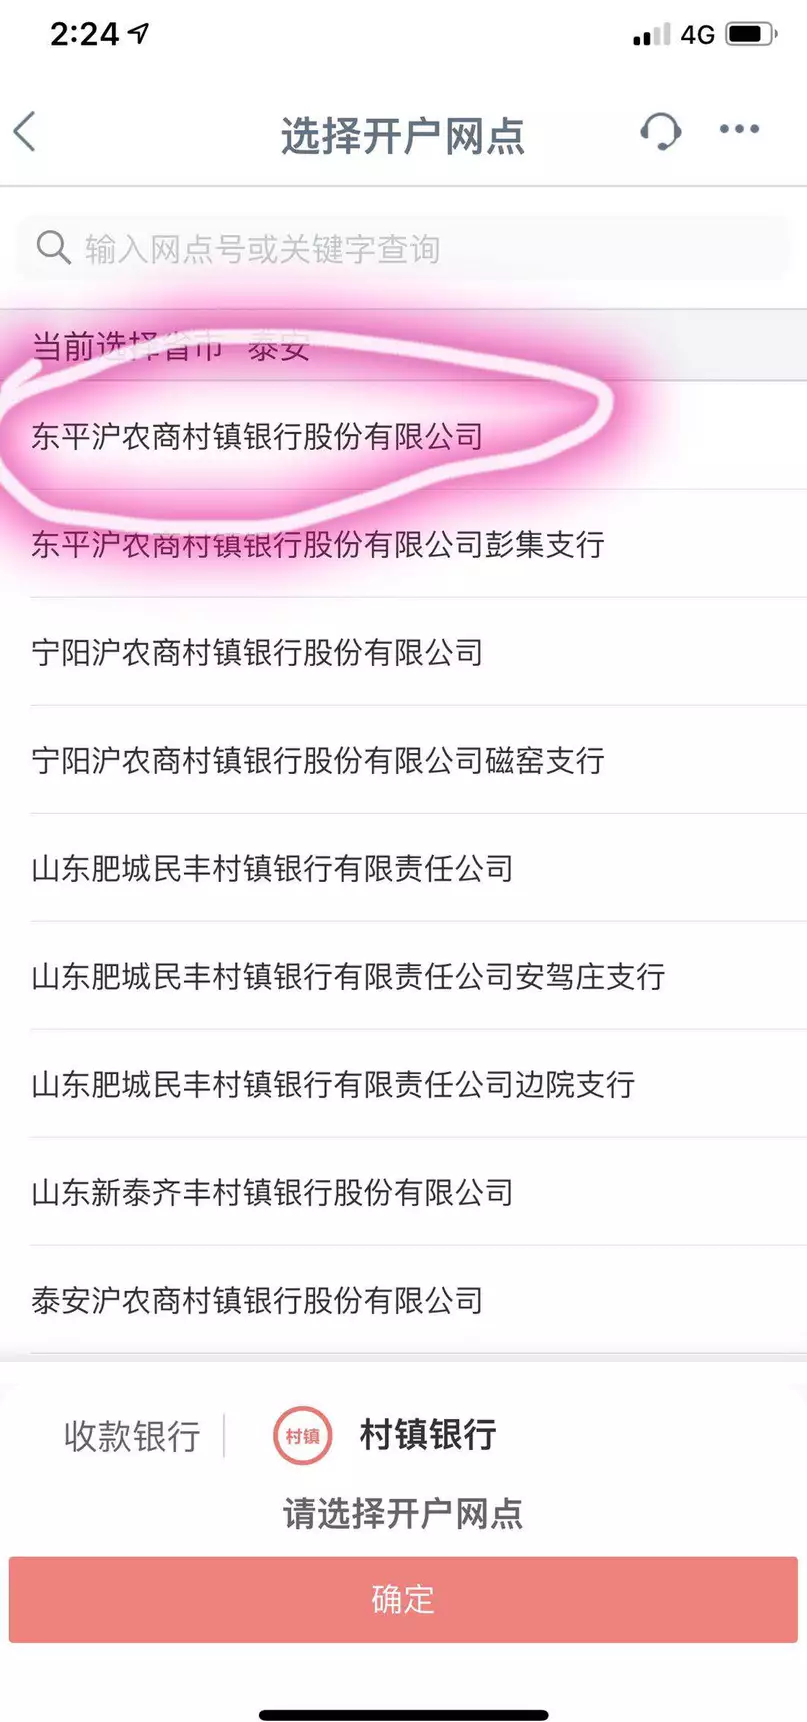 2:24
4G
选择开户网点
输入网点号或关键字查询
当前选择省市 泰安
东平沪农商村镇银行股份有限公司
东平沪农商村镇银行股份有限公司彭集支行
宁阳沪农商村镇银行股份有限公司
宁阳沪农商村镇银行股份有限公司磁窑支行
山东肥城民丰村镇银行有限责任公司
山东肥城民丰村镇银行有限责任公司安驾庄支行
山东肥城民丰村镇银行有限责任公司边院支行
山东新泰齐丰村镇银行股份有限公司
泰安沪农商村镇银行股份有限公司
收款银行 村镇 村镇银行
请选择开户网点
确定